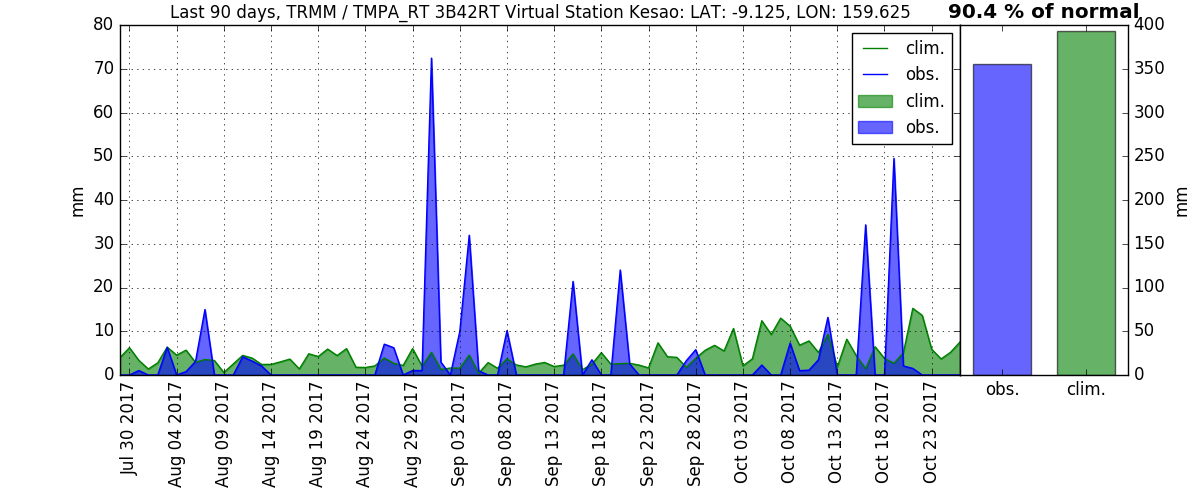 Last 90 days, TRMM / TMPA_RT 3B42RT Virtual Station Kesao: LAT: -9.125, LON: 159.625
90.4 % of normal
80
70
60
50
40
30
20
10
0
mm
clim.
obs.
clim.
obs.
400
350
300
250
200
150
100
50
0
mm
Jul 30 2017
Aug 04 2017
Aug 09 2017
Aug 14 2017
Aug 19 2017
Aug 24 2017
Aug 29 2017
Sep 03 2017
Sep 08 2017
Sep 13 2017
Sep 18 2017
Sep 23 2017
Sep 28 2017
Oct 03 2017
Oct 08 2017
Oct 13 2017
Oct 18 2017
Oct 23 2017
obs.
clim.